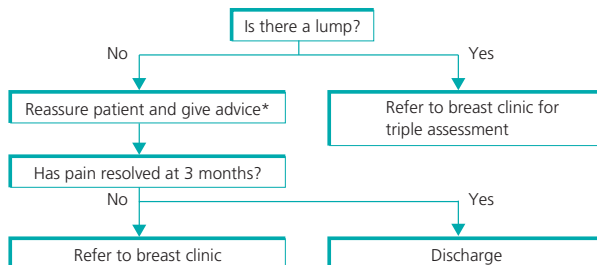 Is there a lump?
No
Yes
Reassure patient and give advice*
Refer to breast clinic for
triple assessment
Has pain resolved at 3 months?
No
Yes
Refer to breast clinic
Discharge